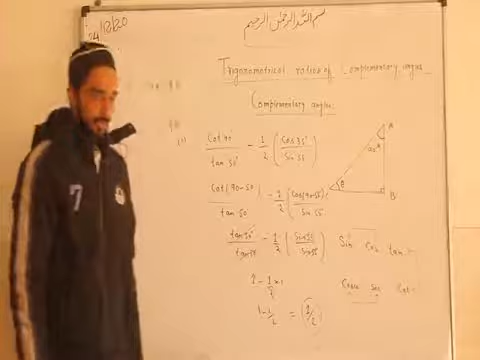 بسم الله الرحمن الرحيم
Trigonometrical ratios of Complementary angles
Complementary angles:
Cot 40° / tan 50° - 1/2 (Cos 35° / Sin 55)
Cot(90-50) / tan 50° - 1/2 (Cos(90-55) / Sin 55)
tan 50° / tan 50° - 1/2 (Sin 55 / Sin 55)
1 - 1/2 ×1
1 - 1/2 = (1/2)
A
θ
B
Sin Cos tan
Cosec Sec Cot
7